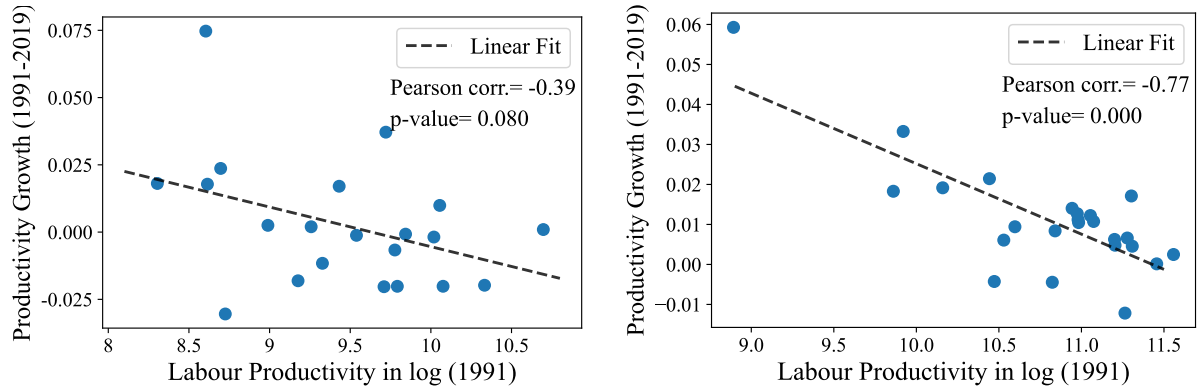 Productivity Growth (1991-2019)
0.075
0.050
0.025
0.000
-0.025
Linear Fit
Pearson corr.= -0.39
p-value= 0.080
8 8.5 9 9.5 10 10.5
Labour Productivity in log (1991)
Productivity Growth (1991-2019)
0.06
0.05
0.04
0.03
0.02
0.01
0.00
−0.01
Linear Fit
Pearson corr.= -0.77
p-value= 0.000
9.0 9.5 10.0 10.5 11.0 11.5
Labour Productivity in log (1991)